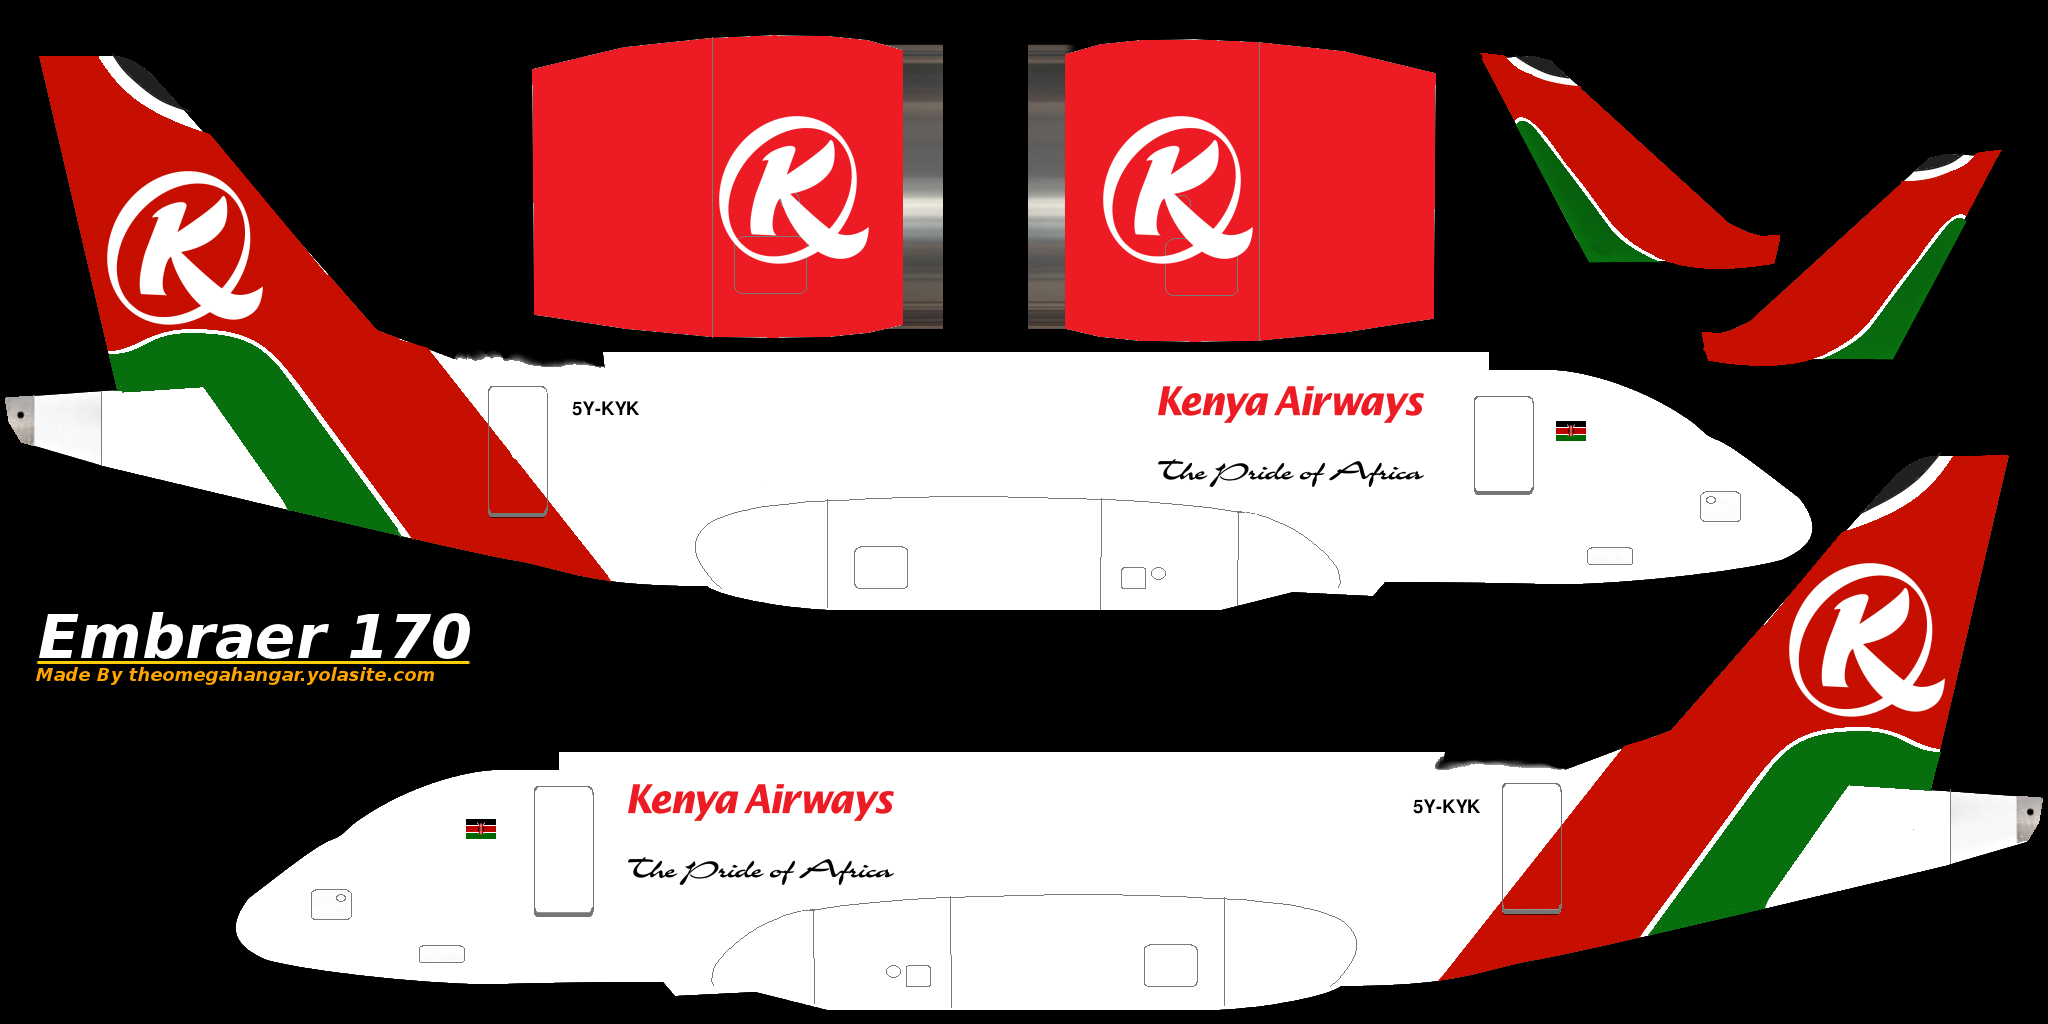 K
K
K
5Y-KYK
Kenya Airways
The Pride of Africa
Embraer 170
Made By theomegahangar.yolasite.com
K
Kenya Airways
5Y-KYK
The Pride of Africa